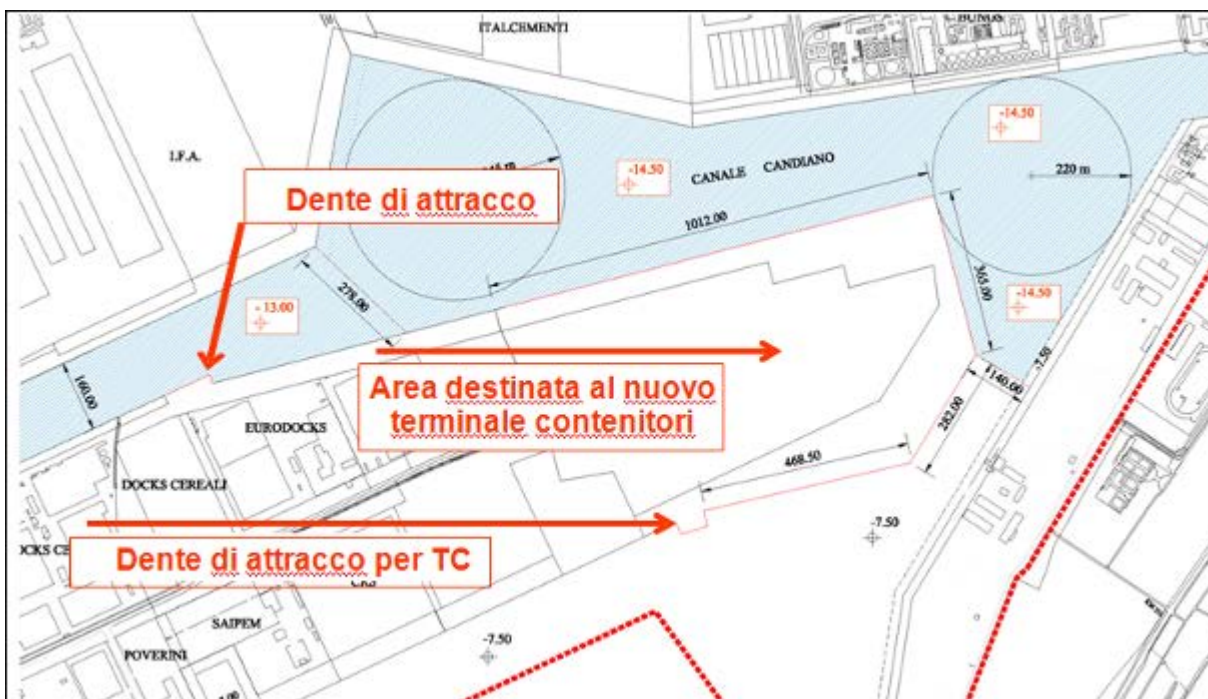 ITALCEMENTI
I.F.A.
-14.50
-14.50
220 m
CANALE CANDIANO
Dente di attracco
1012.00
-13.00
278.00
365.00
-14.50
-7.50
160.00
140.00
Area destinata al nuovo
terminale contenitori
EURODOCKS
282.00
468.50
DOCKS CEREALI
-7.50
Dente di attracco per TC
SAIPEM
-7.50
POVERINI